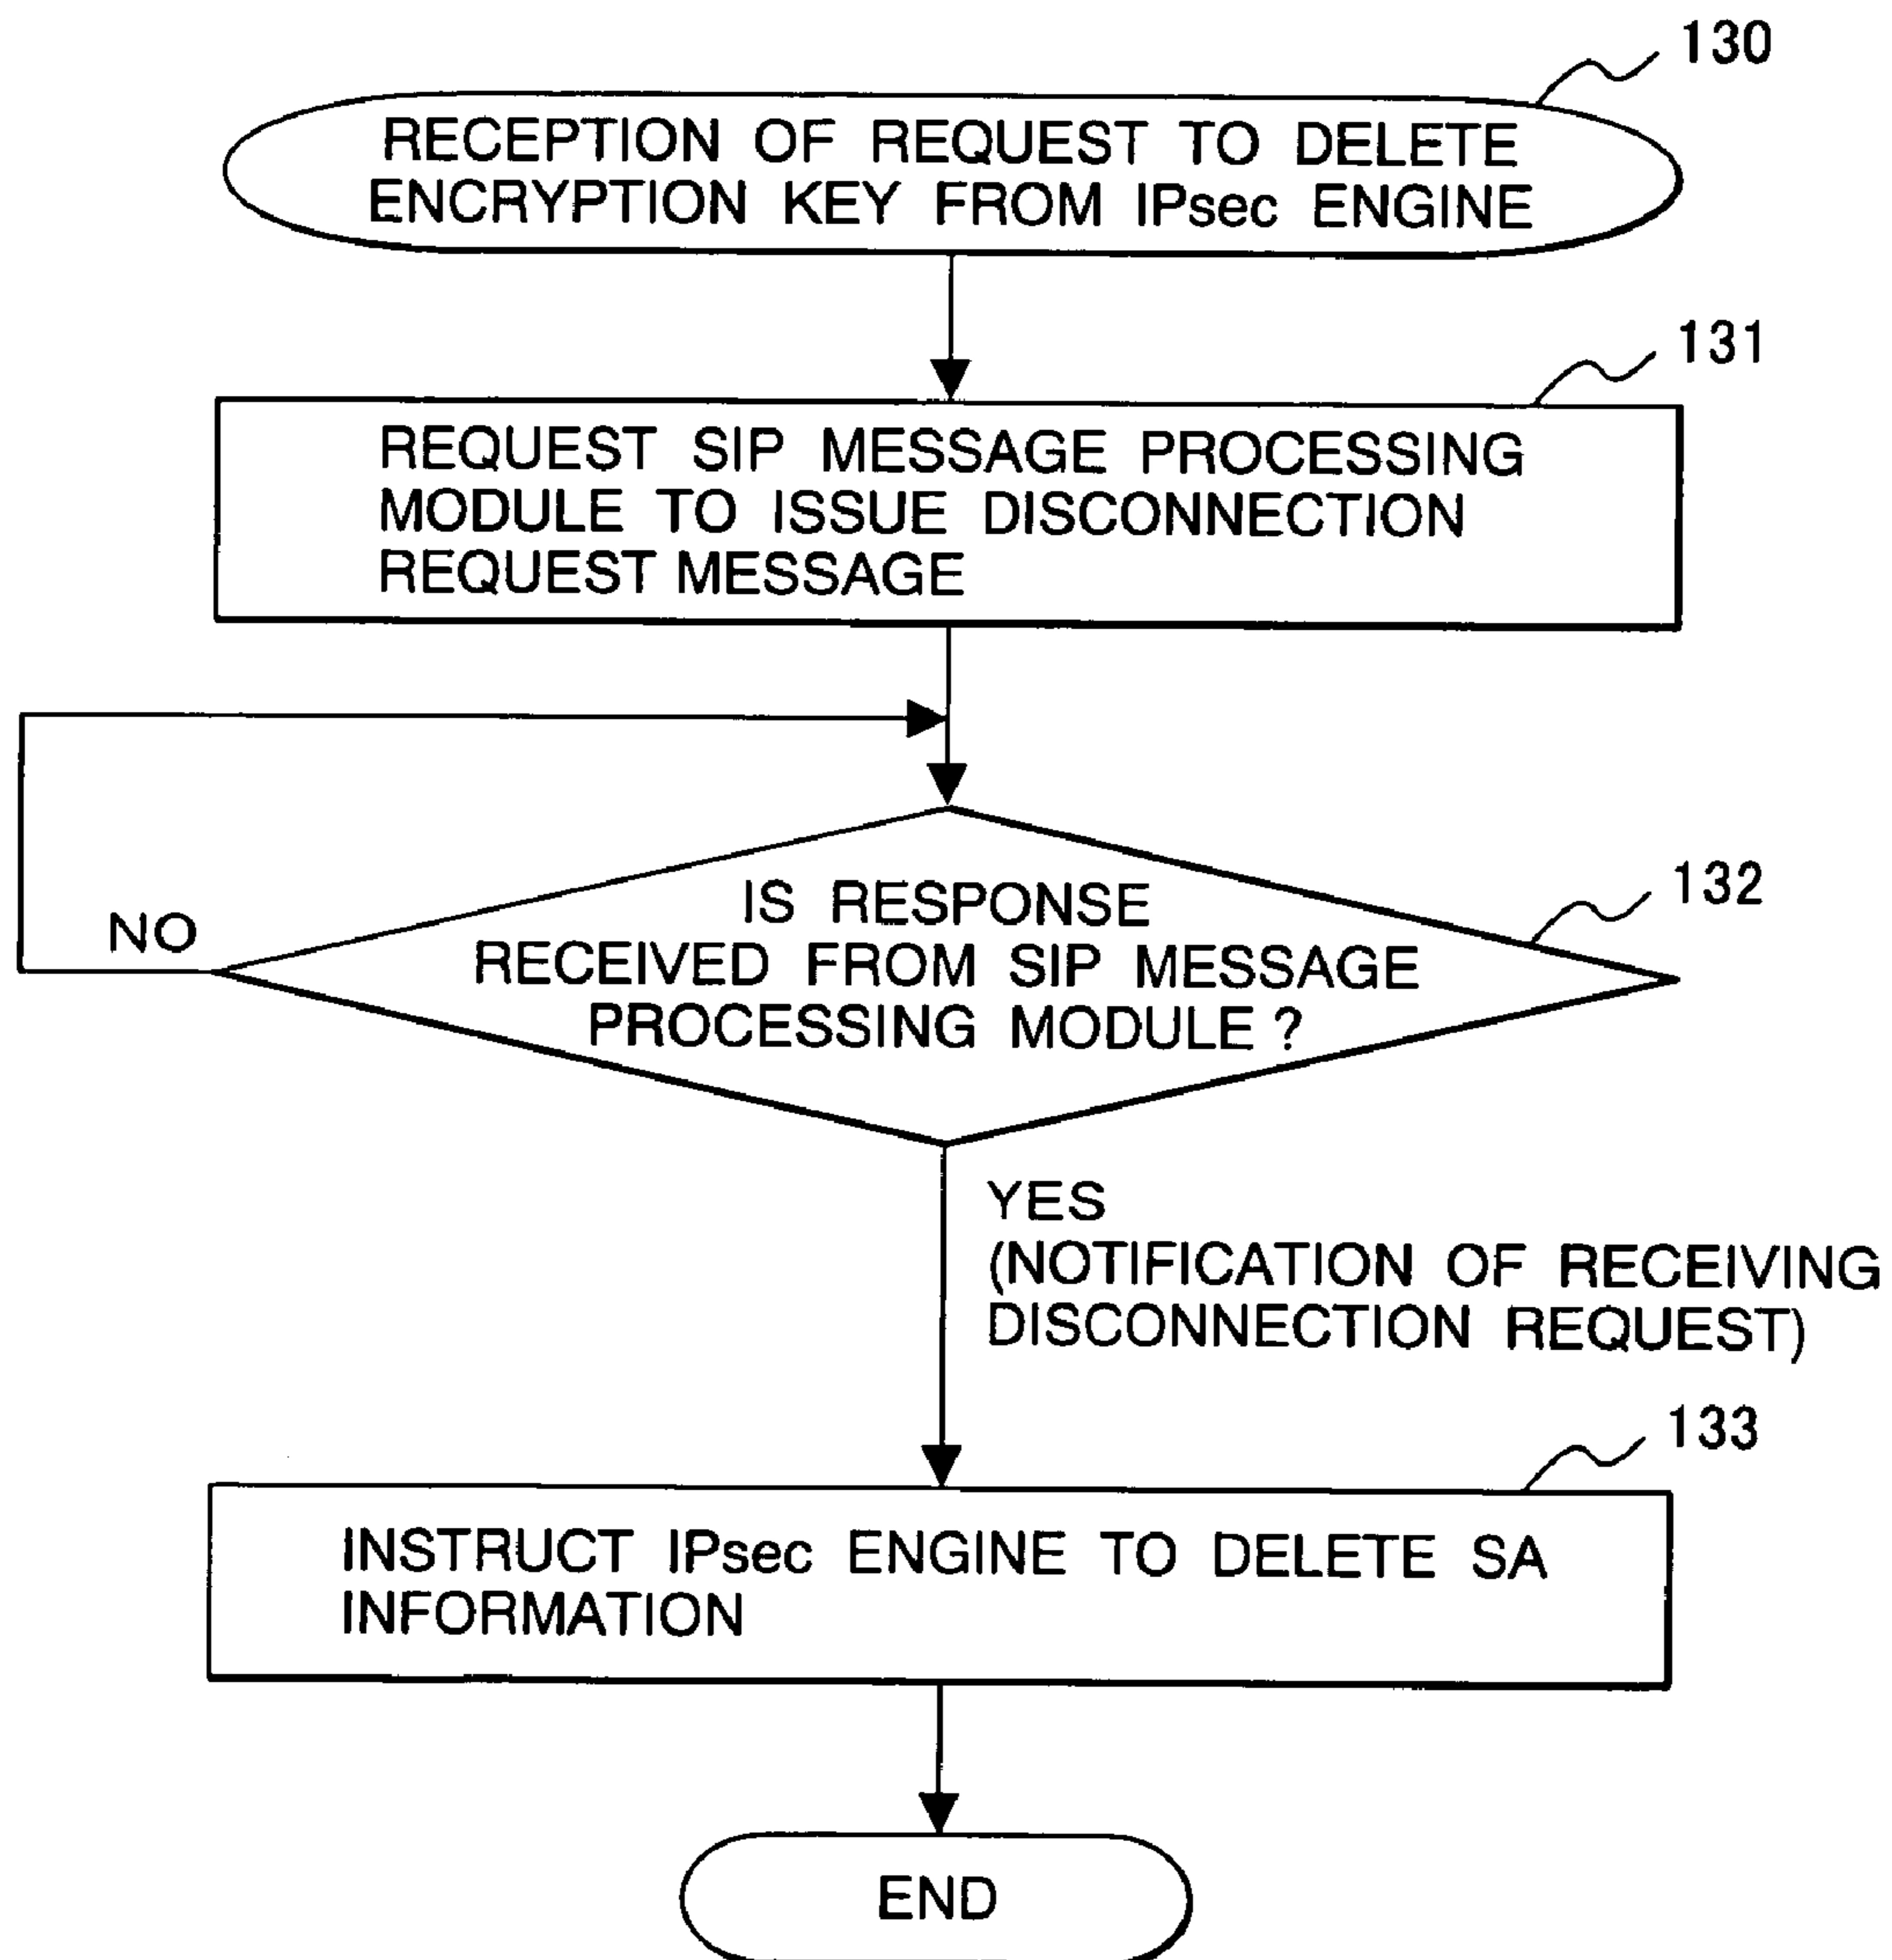 130
RECEPTION OF REQUEST TO DELETE
ENCRYPTION KEY FROM IPsec ENGINE
131
REQUEST SIP MESSAGE PROCESSING
MODULE TO ISSUE DISCONNECTION
REQUEST MESSAGE
132
IS RESPONSE
RECEIVED FROM SIP MESSAGE
PROCESSING MODULE ?
NO
YES
(NOTIFICATION OF RECEIVING
DISCONNECTION REQUEST)
133
INSTRUCT IPsec ENGINE TO DELETE SA
INFORMATION
END